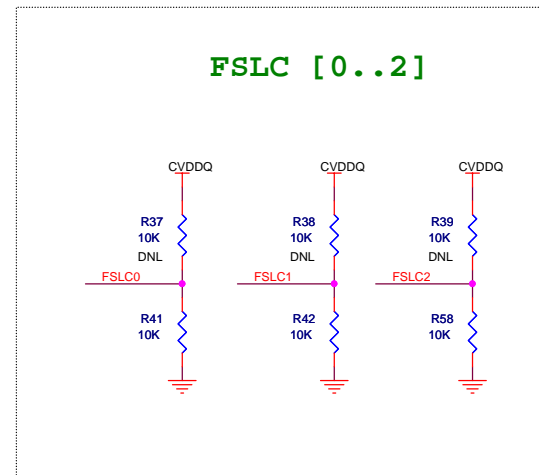 FSLC [0..2]
CVDDQ
CVDDQ
CVDDQ
R37
10K
DNL
R38
10K
DNL
R39
10K
DNL
FSLC0
FSLC1
FSLC2
R41
10K
R42
10K
R58
10K